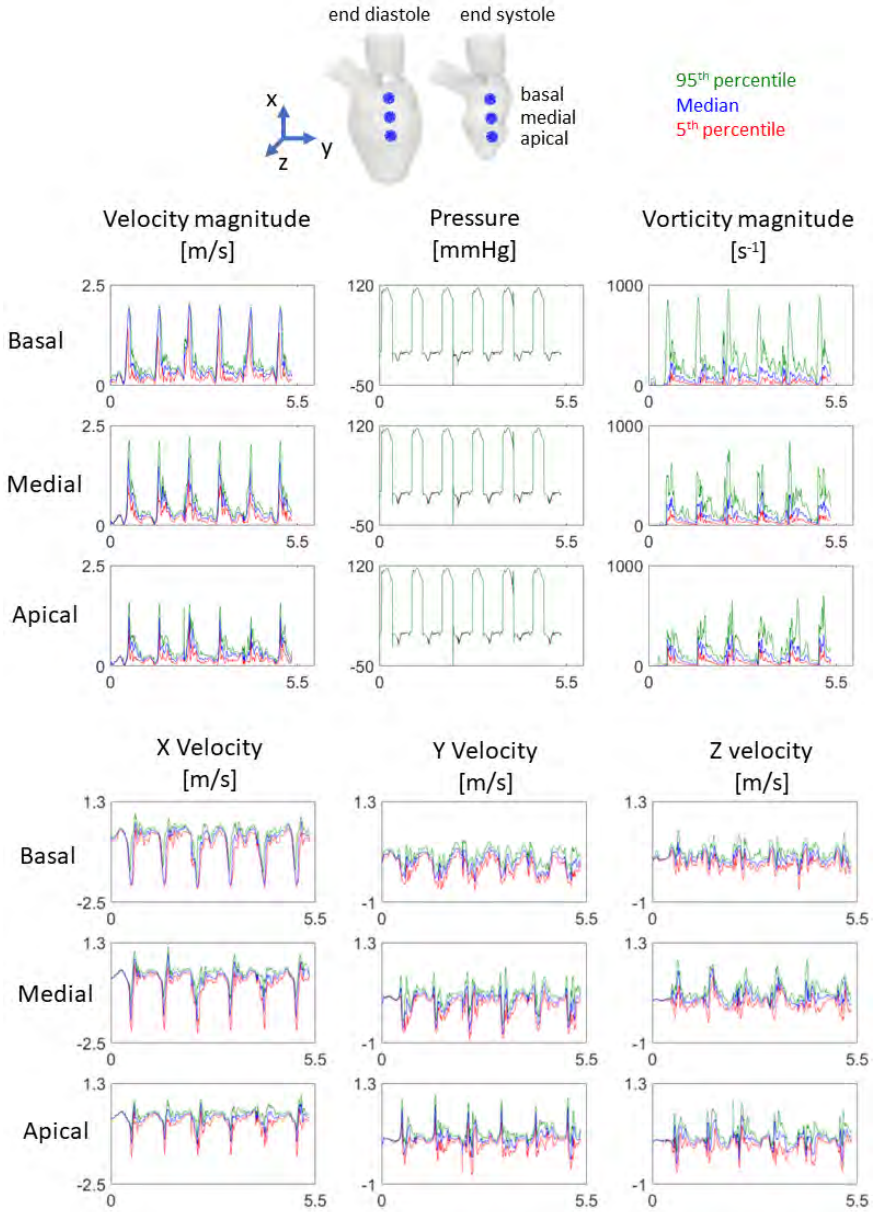 end diastole end systole
basal
medial
apical
x
y
z
95th percentile
Median
5th percentile
Velocity magnitude Pressure Vorticity magnitude
[m/s] [mmHg] [s-1]
Basal
2.5
0
0 5.5
120
-50
0 5.5
1000
0
0 5.5
Medial
2.5
0
0 5.5
120
-50
0 5.5
1000
0
0 5.5
Apical
2.5
0
0 5.5
120
-50
0 5.5
1000
0
0 5.5
X Velocity Y Velocity Z velocity
[m/s] [m/s] [m/s]
Basal
1.3
-2.5
0 5.5
1.3
-1
0 5.5
1.3
-1
0 5.5
Medial
1.3
-2.5
0 5.5
1.3
-1
0 5.5
1.3
-1
0 5.5
Apical
1.3
-2.5
0 5.5
1.3
-1
0 5.5
1.3
-1
0 5.5